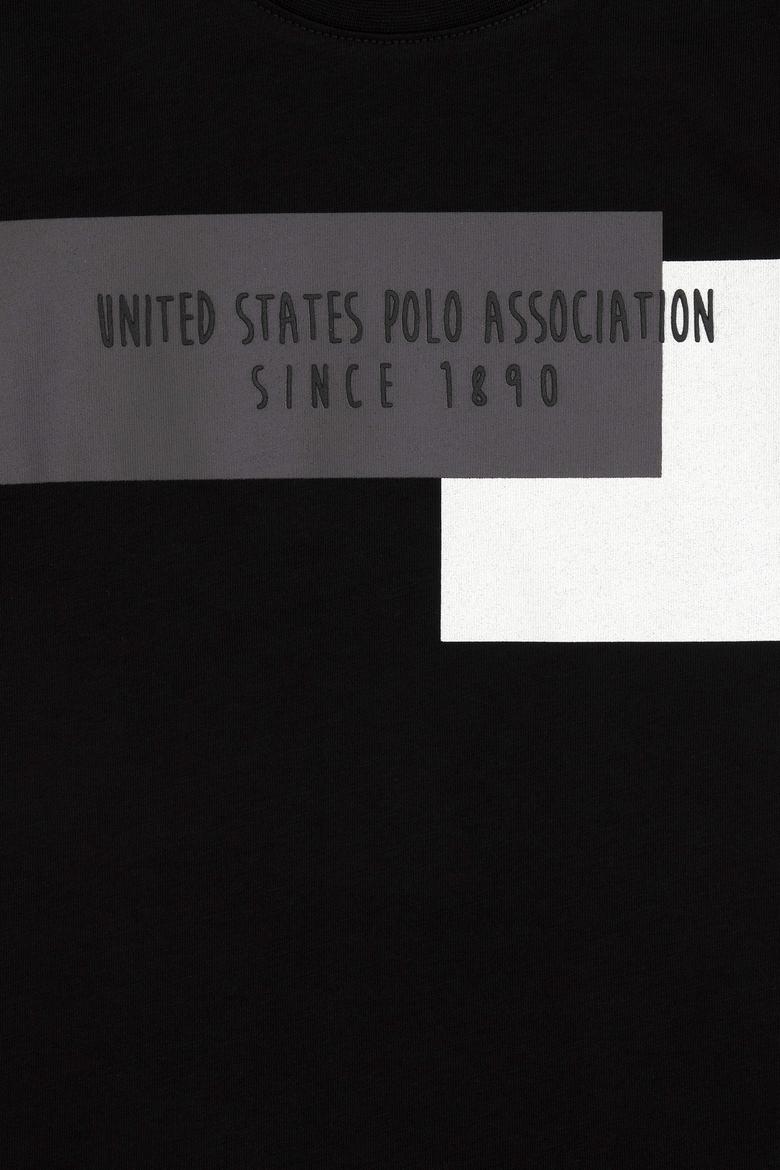 UNITED STATES POLO ASSOCIATION
SINCE 1890